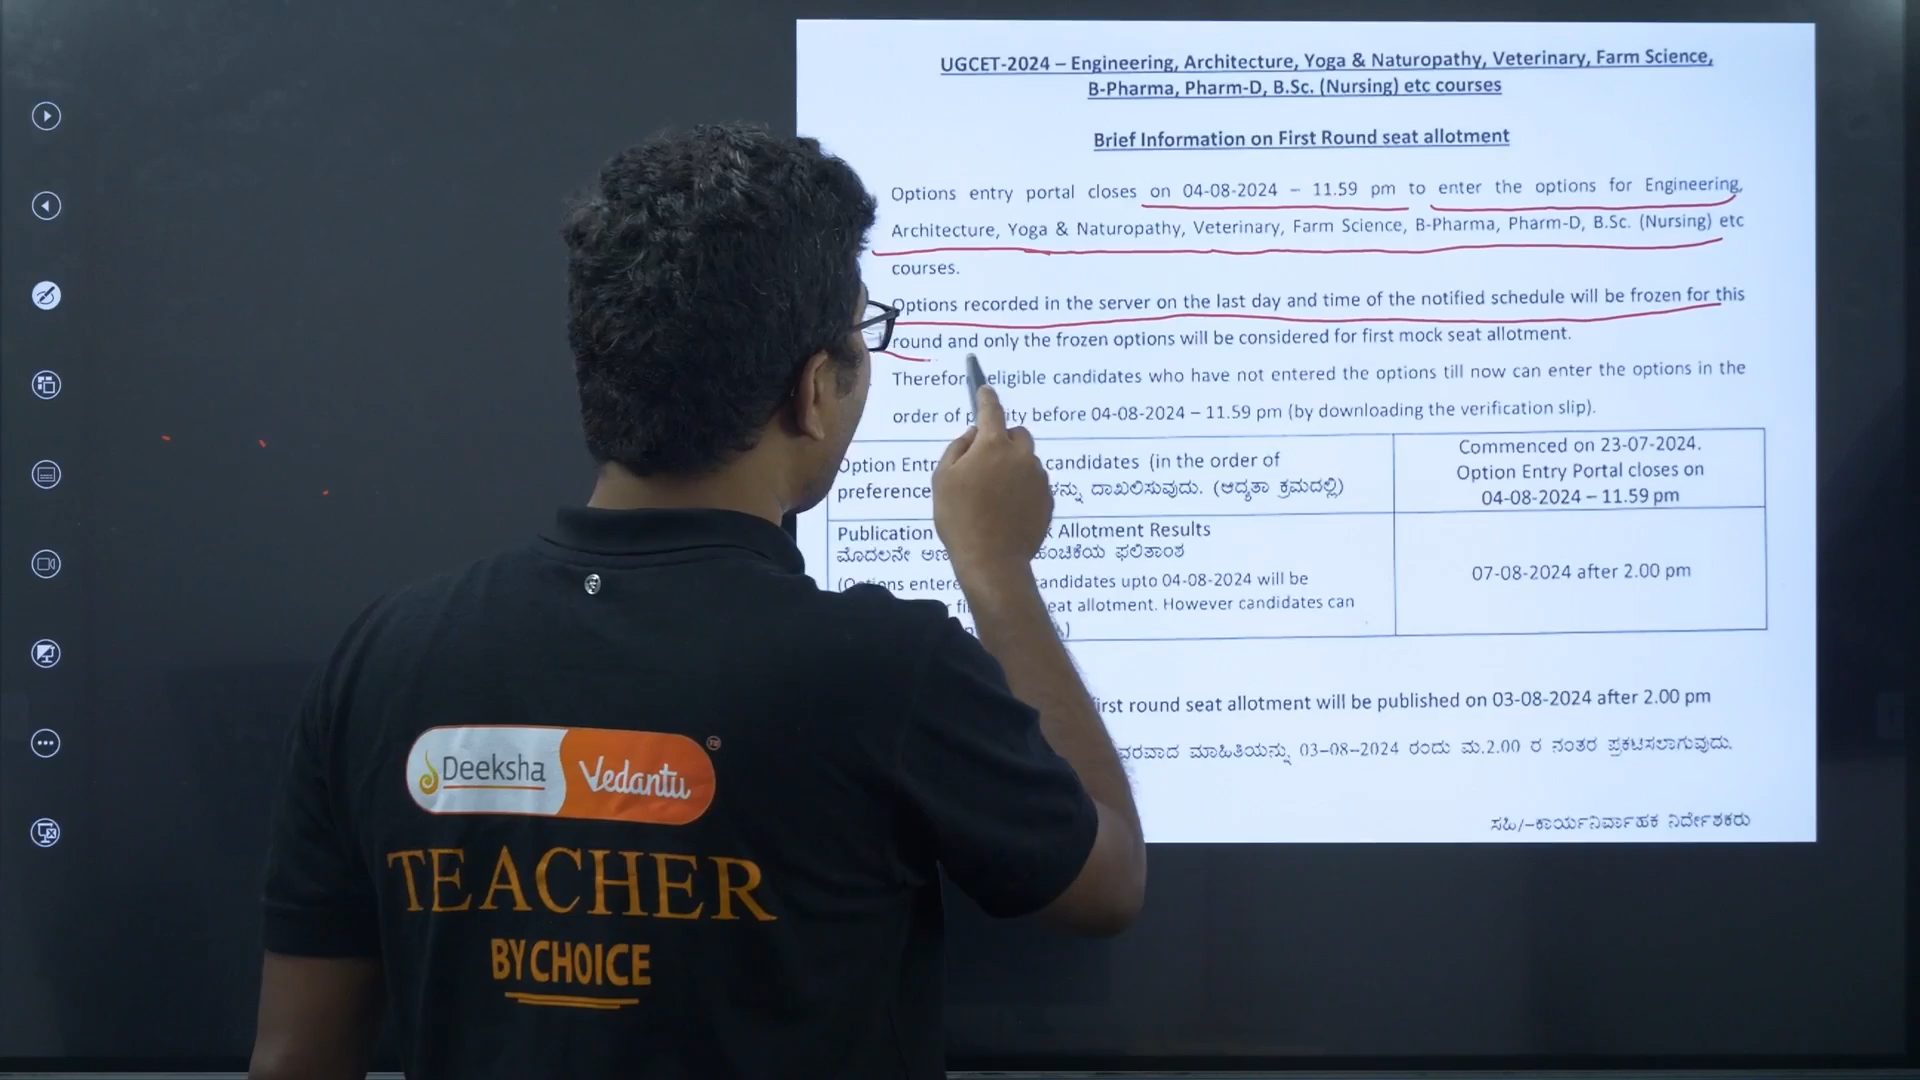 UGCET-2024 – Engineering, Architecture, Yoga & Naturopathy, Veterinary, Farm Science,
B-Pharma, Pharm-D, B.Sc. (Nursing) etc courses
Brief Information on First Round seat allotment
Options entry portal closes on 04-08-2024 – 11.59 pm to enter the options for Engineering,
Architecture, Yoga & Naturopathy, Veterinary, Farm Science, B-Pharma, Pharm-D, B.Sc. (Nursing) etc
courses.
Options recorded in the server on the last day and time of the notified schedule will be frozen for this
round and only the frozen options will be considered for first mock seat allotment.
eligible candidates who have not entered the options till now can enter the options in the
order of before 04-08-2024 – 11.59 pm (by downloading the verification slip).
Option candidates (in the order of
preference ದಾಖಲಿಸುವುದು. (ಆದ್ಯತಾ ಕ್ರಮದಲ್ಲಿ)
Commenced on 23-07-2024.
Option Entry Portal closes on
04-08-2024 – 11.59 pm
Publication Allotment Results
ಮೊದಲನೇ ಹಂಚಿಕೆಯ ಫಲಿತಾಂಶ
candidates upto 04-08-2024 will be
seat allotment. However candidates can
07-08-2024 after 2.00 pm
first round seat allotment will be published on 03-08-2024 after 2.00 pm
ಮಾಹಿತಿಯನ್ನು 03-08-2024 ರಂದು ಮ.2.00 ರ ನಂತರ ಪ್ರಕಟಿಸಲಾಗುವುದು.
ಸಹಿ/-ಕಾರ್ಯನಿರ್ವಾಹಕ ನಿರ್ದೇಶಕರು
Deeksha Vedantu
TEACHER
BY CHOICE